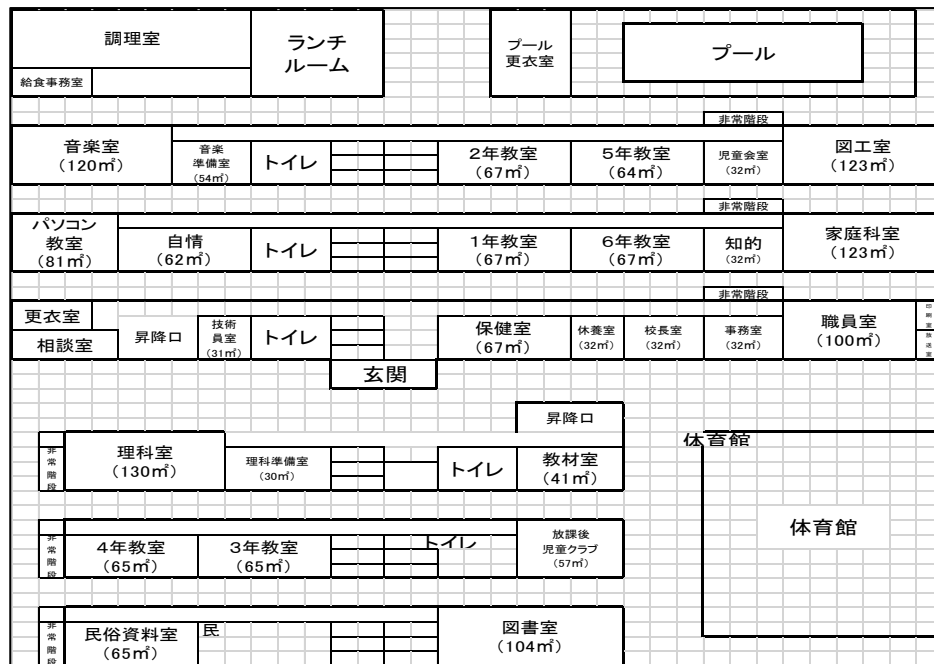 調理室
ランチ
ルーム
プール
更衣室
プール
給食事務室
非常階段
音楽室
(120㎡)
音楽
準備室
(54㎡)
トイレ
2年教室
(67㎡)
5年教室
(64㎡)
児童会室
(32㎡)
図工室
(123㎡)
非常階段
パソコン
教室
(81㎡)
自情
(62㎡)
トイレ
1年教室
(67㎡)
6年教室
(67㎡)
知的
(32㎡)
家庭科室
(123㎡)
非常階段
更衣室
相談室
昇降口
技術
員室
(31㎡)
トイレ
保健室
(67㎡)
休養室
(32㎡)
校長室
(32㎡)
事務室
(32㎡)
職員室
(100㎡)
印
刷
室
放
送
室
玄関
昇降口
非
常
階
段
理科室
(130㎡)
理科準備室
(30㎡)
トイレ
教材室
(41㎡)
体育館
体育館
非
常
階
段
4年教室
(65㎡)
3年教室
(65㎡)
トイレ
放課後
児童クラブ
(57㎡)
非
常
階
段
民俗資料室
(65㎡)
民
図書室
(104㎡)